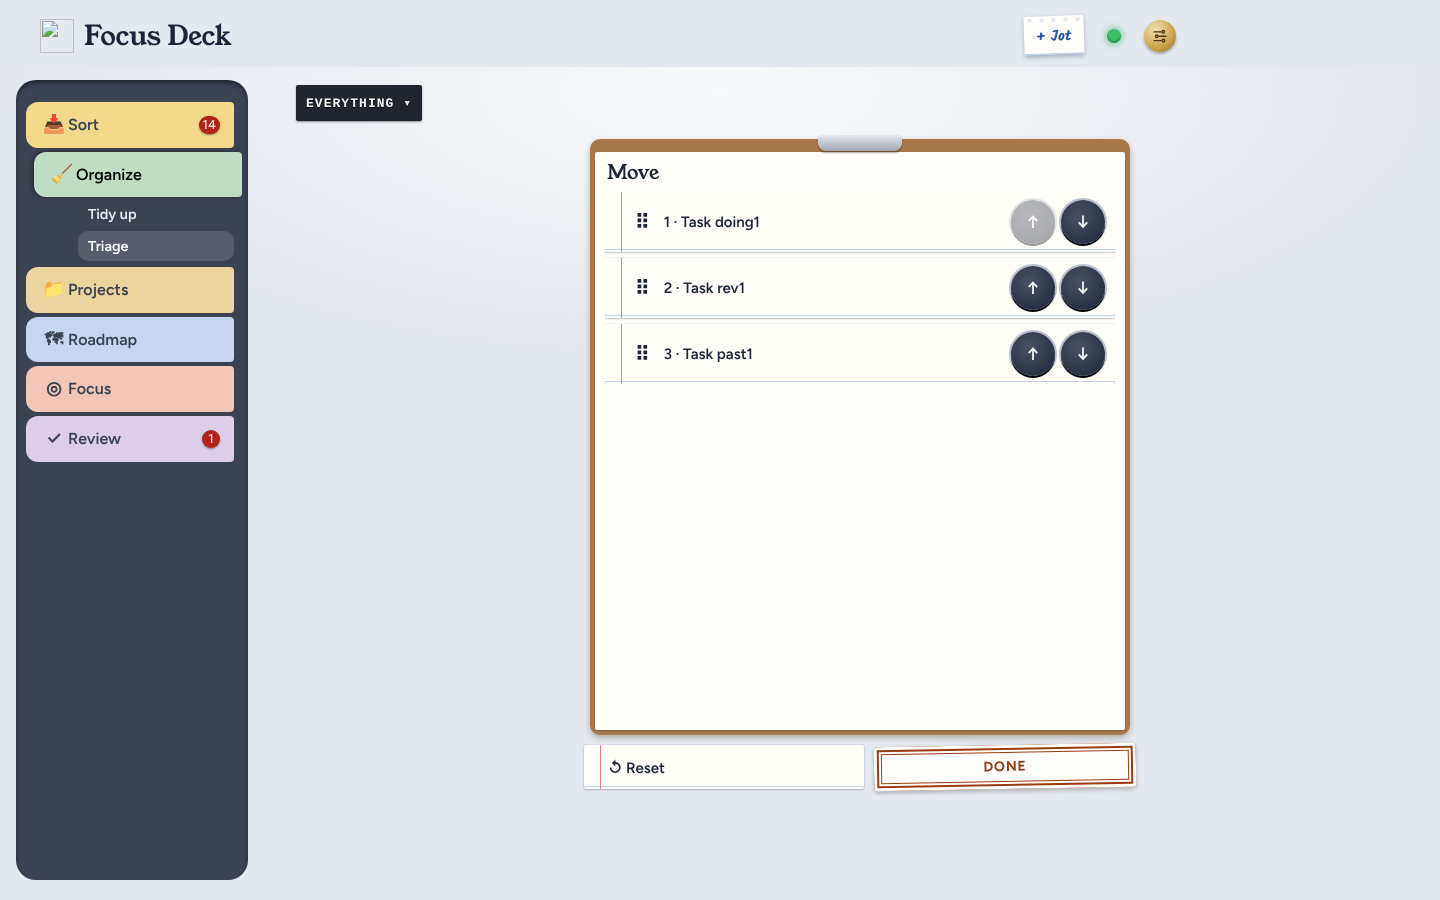 Focus Deck
+ Jot
Sort 14
Organize
Tidy up
Triage
Projects
Roadmap
Focus
Review 1
EVERYTHING ▾
Move
1 · Task doing1
2 · Task rev1
3 · Task past1
Reset
DONE